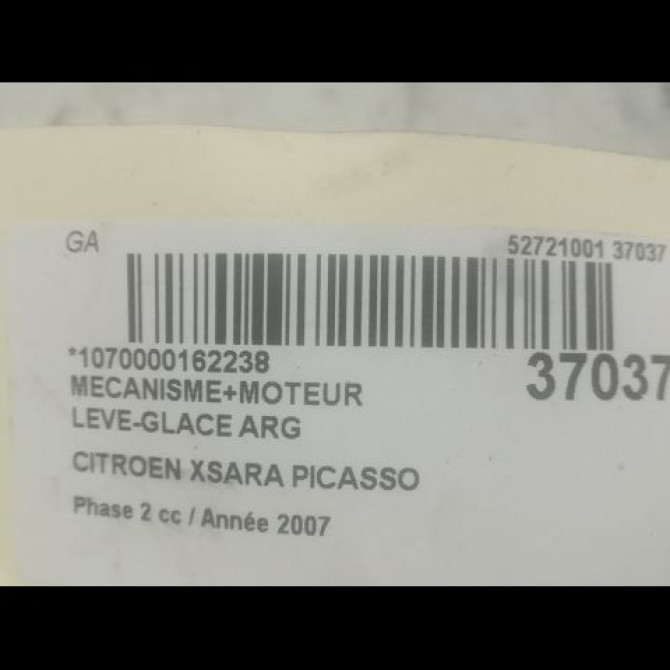 GA
52721001 37037
*1070000162238
37037
MECANISME+MOTEUR
LEVE-GLACE ARG
CITROEN XSARA PICASSO
Phase 2 cc / Année 2007